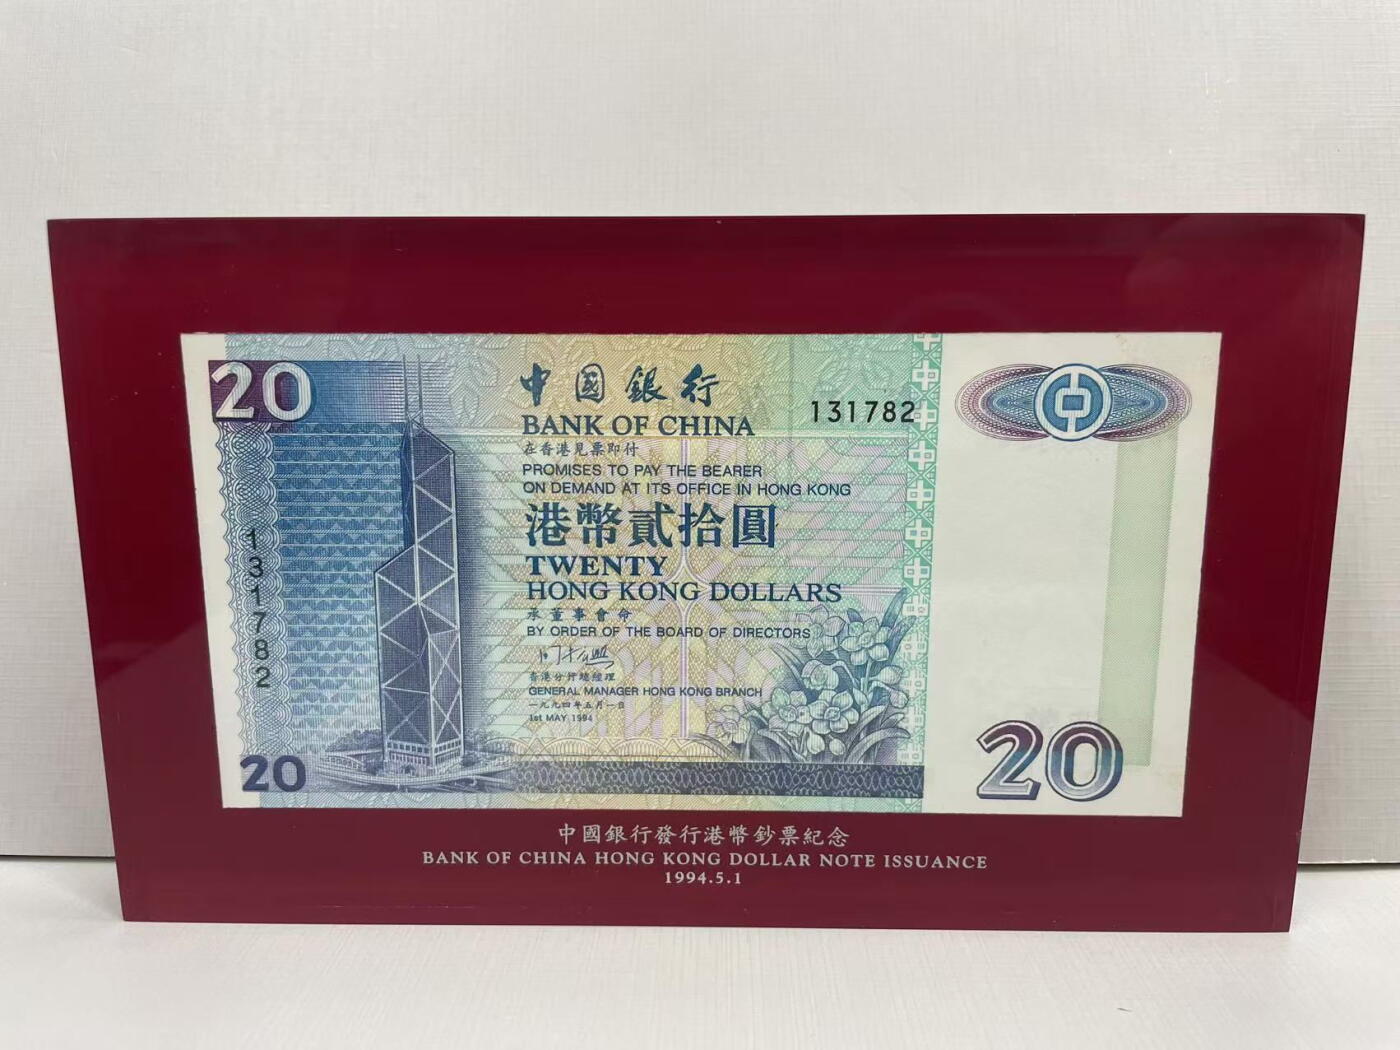 20
中國銀行
BANK OF CHINA
131782
在香港見票即付
PROMISES TO PAY THE BEARER
ON DEMAND AT ITS OFFICE IN HONG KONG
港幣貳拾圓
TWENTY
HONG KONG DOLLARS
承董事會命
BY ORDER OF THE BOARD OF DIRECTORS
香港分行總經理
GENERAL MANAGER HONG KONG BRANCH
一九九四年五月一日
1st MAY 1994
131782
20
20
中國銀行發行港幣鈔票紀念
BANK OF CHINA HONG KONG DOLLAR NOTE ISSUANCE
1994.5.1